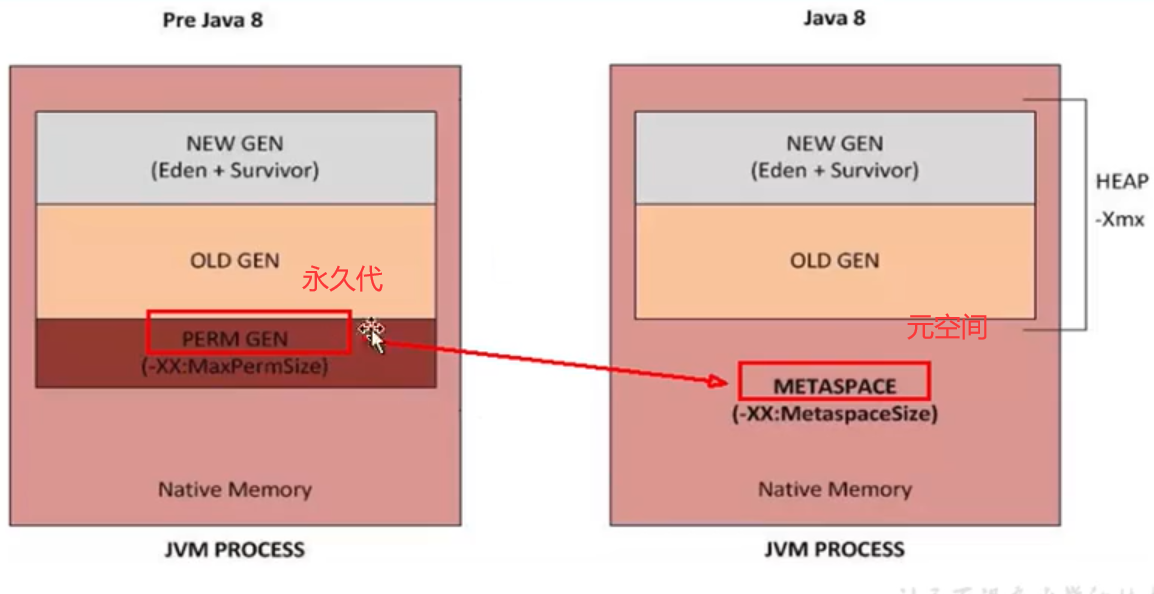 Pre Java 8
NEW GEN
(Eden + Survivor)
OLD GEN
永久代
PERM GEN
(-XX:MaxPermSize)
Native Memory
JVM PROCESS
Java 8
NEW GEN
(Eden + Survivor)
OLD GEN
HEAP
-Xmx
元空间
METASPACE
(-XX:MetaspaceSize)
Native Memory
JVM PROCESS